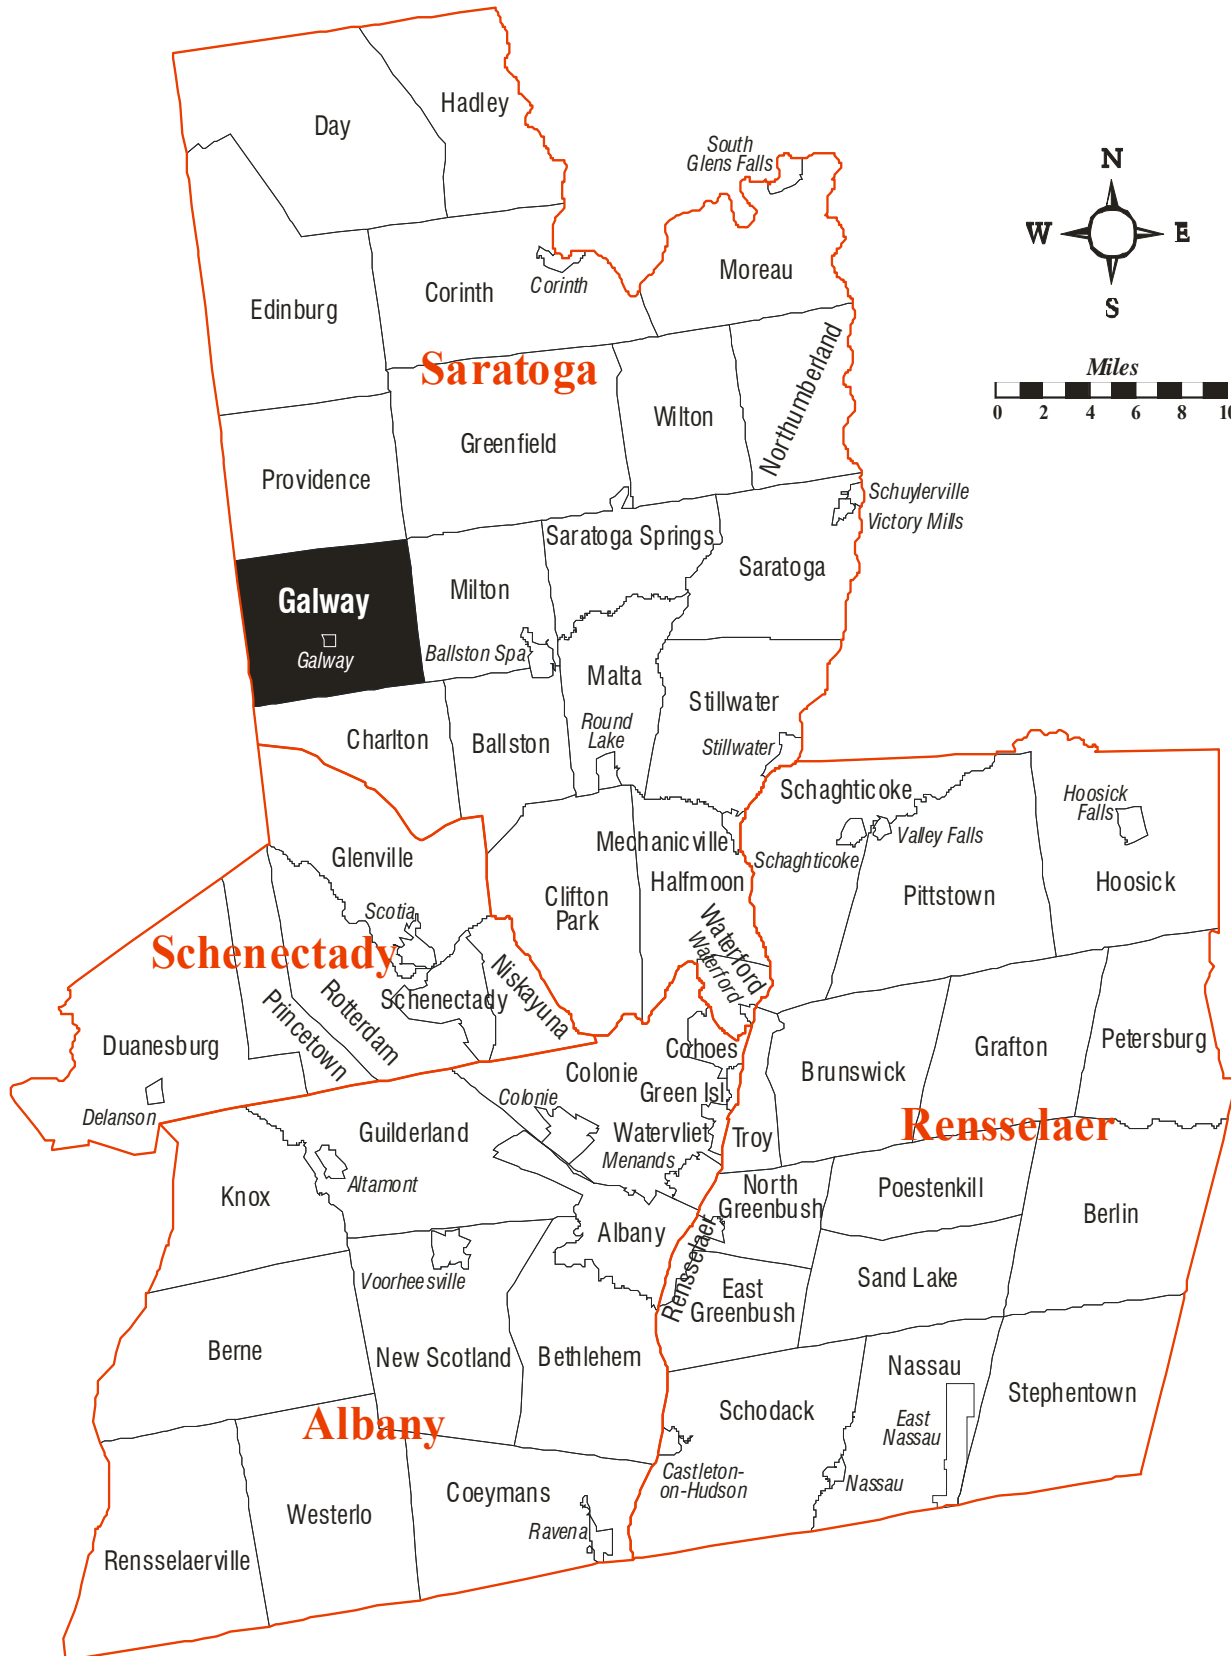 Hadley
Day
South
Glens Falls
N
W
E
S
Moreau
Corinth
Corinth
Edinburg
Miles
0 2 4 6 8 10
Saratoga
Northumberland
Wilton
Greenfield
Providence
Schuylerville
Victory Mills
Saratoga Springs
Saratoga
Milton
Galway
Galway
Ballston Spa
Malta
Stillwater
Round
Lake
Stillwater
Charlton
Ballston
Schaghticoke
Hoosick
Falls
Mechanicville
Valley Falls
Schaghticoke
Glenville
Halfmoon
Hoosick
Pittstown
Clifton
Park
Scotia
Waterford
Waterford
Schenectady
Niskayuna
Schenectady
Rotterdam
Princetown
Duanesburg
Cohoes
Grafton
Petersburg
Brunswick
Colonie
Green Isl.
Colonie
Delanson
Rensselaer
Guilderland
Watervliet
Troy
Menands
Altamont
Knox
North
Greenbush
Poestenkill
Berlin
Albany
Rensselaer
Voorheesville
Sand Lake
East
Greenbush
Berne
New Scotland
Bethlehem
Nassau
Stephentown
Schodack
Albany
East
Nassau
Castleton-
on-Hudson
Nassau
Coeymans
Westerlo
Ravena
Rensselaerville